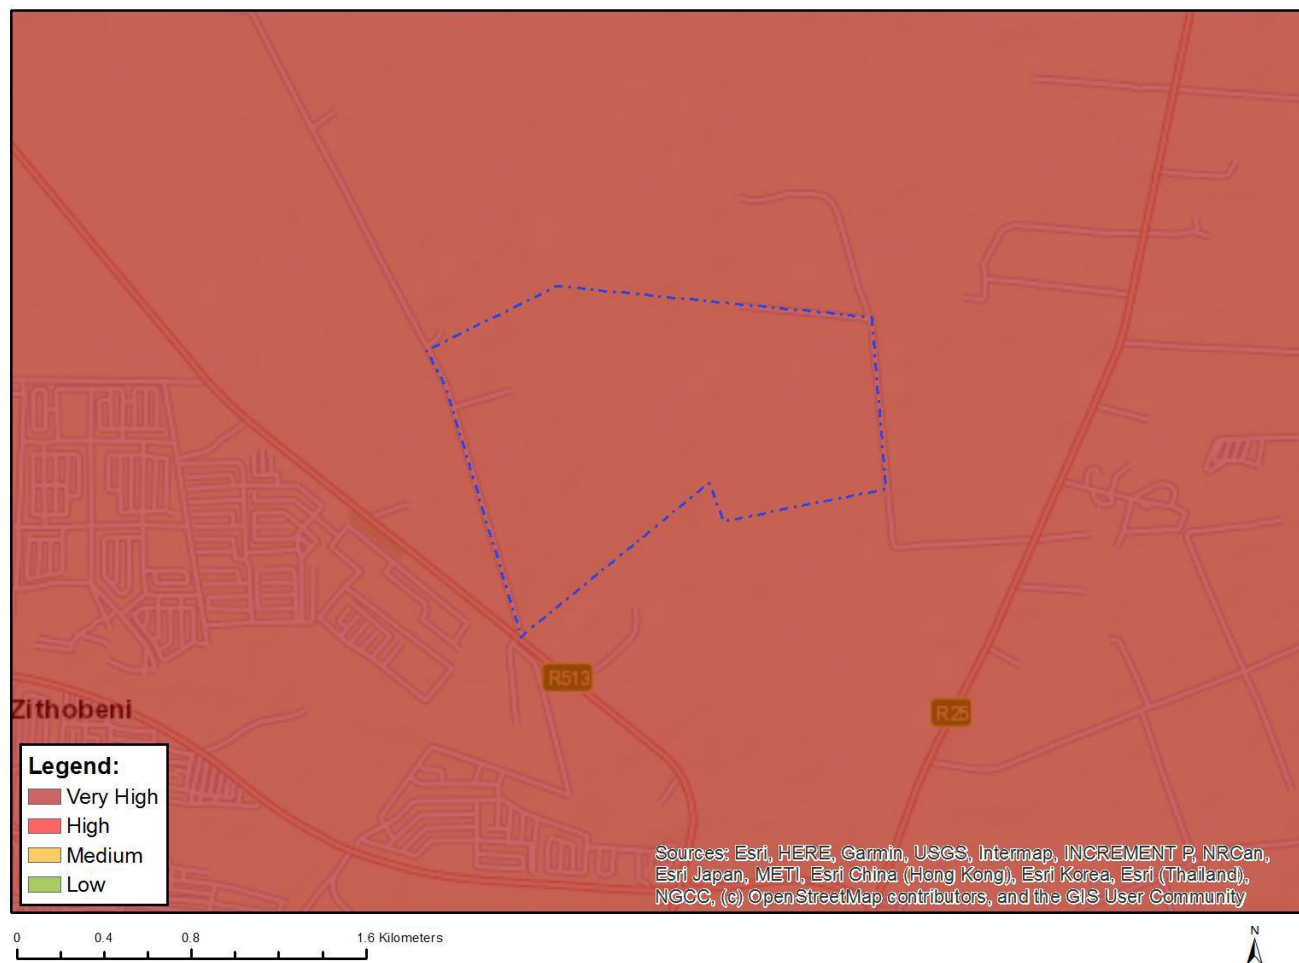 R513
Zithobeni
R25
Legend:
Very High
High
Medium
Low
Sources: Esri, HERE, Garmin, USGS, Intermap, INCREMENT P, NRCan,
Esri Japan, METI, Esri China (Hong Kong), Esri Korea, Esri (Thailand),
NGCC, (c) OpenStreetMap contributors, and the GIS User Community
0 0.4 0.8 1.6 Kilometers
N